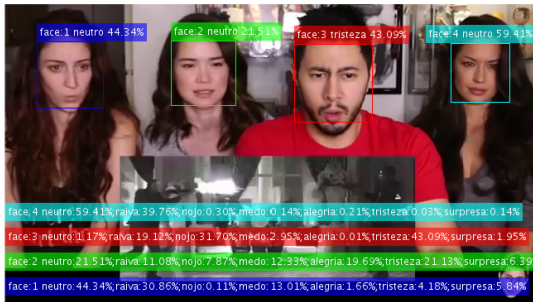 face:1 neutro 44.34%
face:2 neutro 21.51%
face:3 tristeza 43.09%
face:4 neutro 59.41%
face:4 neutro:59.41%;raiva:39.76%;nojo:0.30%;medo:0.14%;alegria:0.21%;tristeza:0.03%;surpresa:0.14%
face:3 neutro:1.17%;raiva:19.12%;nojo:31.70%;medo:2.95%;alegria:0.01%;tristeza:43.09%;surpresa:1.95%
face:2 neutro:21.51%;raiva:11.08%;nojo:7.87%;medo:12.33%;alegria:19.69%;tristeza:21.13%;surpresa:6.39
face:1 neutro:44.34%;raiva:30.86%;nojo:0.11%;medo:13.01%;alegria:1.66%;tristeza:4.18%;surpresa:5.84%